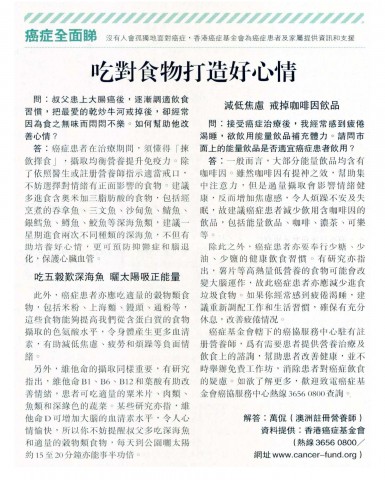 癌症全面睇
沒有人會孤獨地面對癌症，香港癌症基金會為癌症患者及家屬提供資訊和支援
吃對食物打造好心情
問：叔父患上大腸癌後，逐漸調適飲食
習慣，把最愛的乾炒牛河戒掉後，卻經常
因為食之無味而悶悶不樂。如何幫助他改
善心情？
答：癌症患者在治療期間，須懂得「揀
飲擇食」，攝取均衡營養提升免疫力。除
了依照醫生或註冊營養師指示適當戒口，
不妨選擇對情緒有正面影響的食物。建議
多進食含奧米加三脂肪酸的食物，包括經
烹煮的吞拿魚、三文魚、沙甸魚、鯖魚、
銀鱈魚、鱒魚、鮫魚等深海魚類，建議一
星期進食兩次不同種類的深海魚，不但有
助培養好心情，更可預防抑鬱症和腦退
化，保護心臟血管。
吃五穀歎深海魚 曬太陽吸正能量
此外，癌症患者亦應吃適量的穀物類食
物，包括米粉、上海麵、饅頭、通粉等，
這些食物能夠提高我們從含蛋白質的食物
攝取的色氨酸水平，令身體產生更多血清
素，有助減低焦慮、疲勞和煩躁等負面情
緒。
另外，維他命的攝取同樣重要，有研究
指出，維他命B1、B6、B12和葉酸有助改
善情緒，患者可吃適量的粟米片、肉類、
魚類和深綠色的蔬菜。某些研究亦指，維
他命D可增加大腦的血清素水平，令人心
情愉快，所以你不妨提醒叔父多吃深海魚
和適量的穀物類食物，每天到公園曬太陽
約15至20分鐘亦能事半功倍。
減低焦慮 戒掉咖啡因飲品
問：接受癌症治療後，我經常感到疲倦
渴睡，欲飲用能量飲品補充體力。請問市
面上的能量飲品是否適宜癌症患者飲用？
答：一般而言，大部分能量飲品均含有
咖啡因。雖然咖啡因有提神之效，幫助集
中注意力，但是過量攝取會影響情緒健
康，反而增加焦慮感，令人煩躁不安及失
眠，故建議癌症患者減少飲用含咖啡因的
飲品，包括能量飲品、咖啡、濃茶、可樂
等。
除此之外，癌症患者亦要奉行少糖、少
油、少鹽的健康飲食習慣。有研究亦指
出，薯片等高熱量低營養的食物可能會改
變大腦運作，故此癌症患者亦應減少進食
垃圾食物。如果你經常感到疲倦渴睡，建
議重新調配工作和生活習慣，確保有充分
休息，改善疲勞情況。
癌症基金會轄下的癌協服務中心駐有註
冊營養師，為有需要患者提供營養治療及
飲食上的諮詢，幫助患者改善健康，並不
時舉辦免費工作坊，消除患者對癌症飲食
的疑慮。如欲了解更多，歡迎致電癌症基
金會癌協服務中心熱線3656 0800查詢。
解答：萬侃（澳洲註冊營養師）
資料提供：香港癌症基金會
（熱線3656 0800／
網址www.cancer-fund.org）